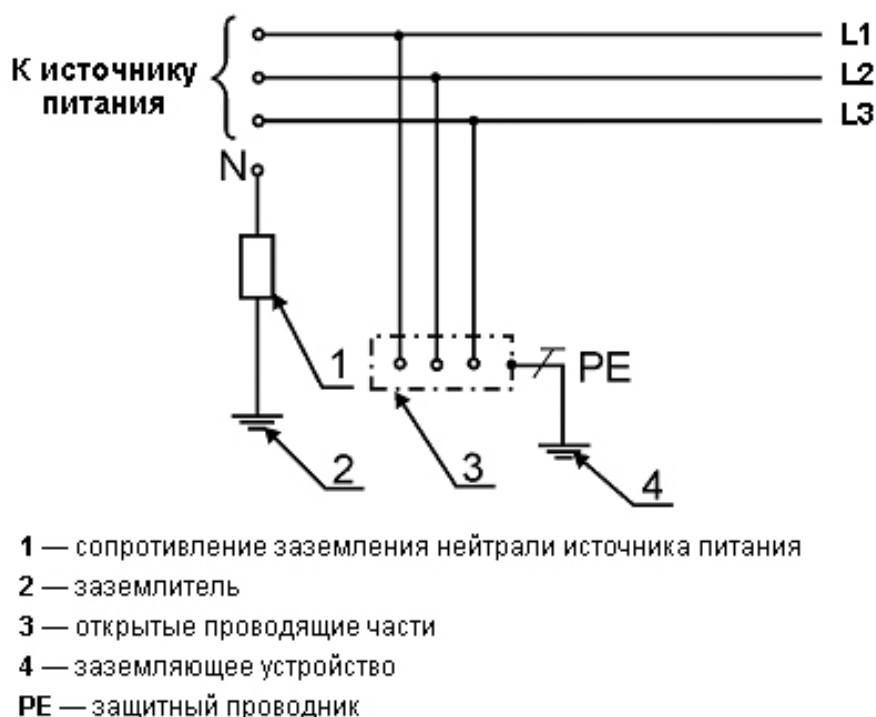 L1
К источнику
питания
L2
L3
N
1
PE
2
3
4
1 — сопротивление заземления нейтрали источника питания
2 — заземлитель
3 — открытые проводящие части
4 — заземляющее устройство
PE — защитный проводник